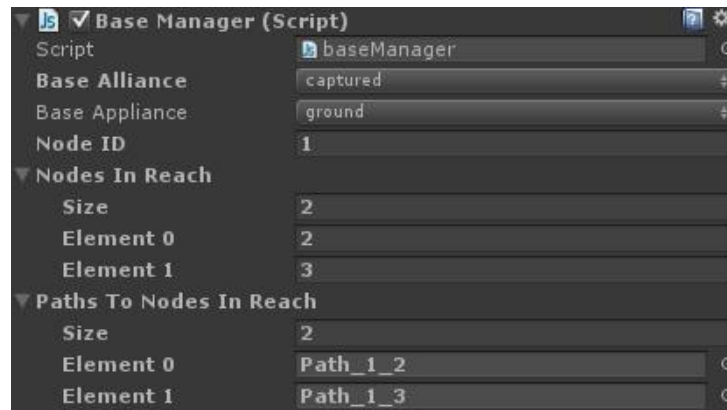 Js Base Manager (Script)
Script baseManager
Base Alliance captured
Base Appliance ground
Node ID 1
Nodes In Reach
Size 2
Element 0 2
Element 1 3
Paths To Nodes In Reach
Size 2
Element 0 Path_1_2
Element 1 Path_1_3